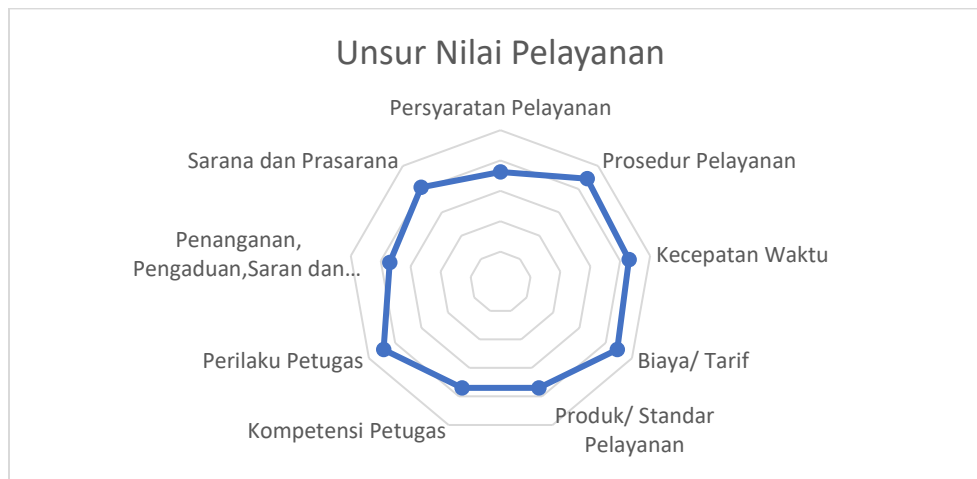 Unsur Nilai Pelayanan
Persyaratan Pelayanan
Prosedur Pelayanan
Kecepatan Waktu
Biaya/ Tarif
Produk/ Standar
Pelayanan
Kompetensi Petugas
Perilaku Petugas
Penanganan,
Pengaduan,Saran dan…
Sarana dan Prasarana